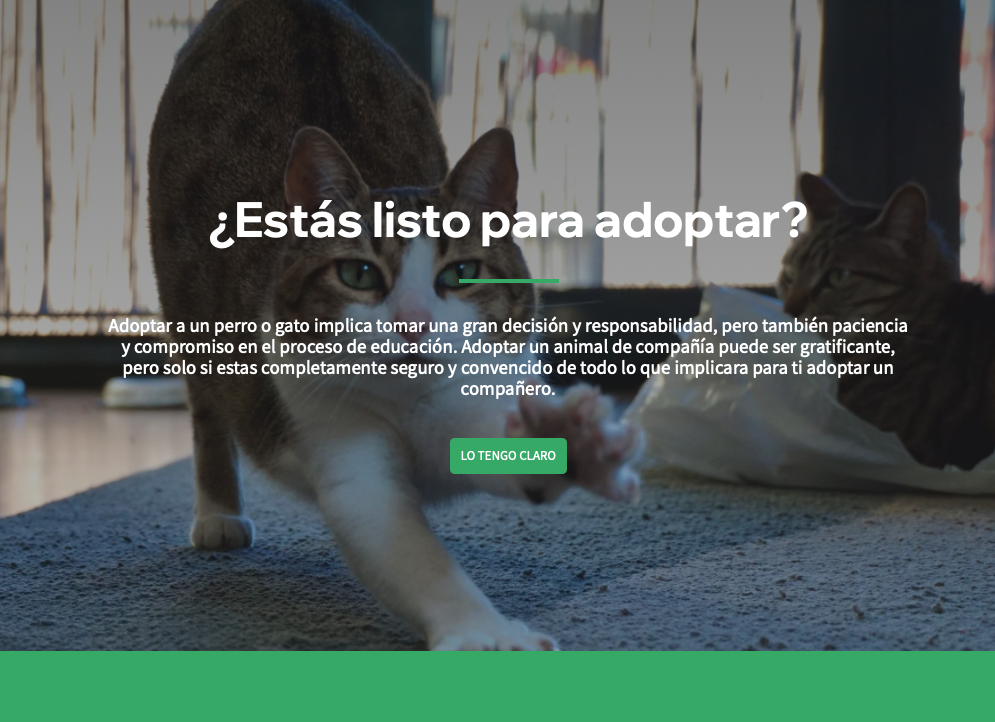 ¿Estás listo para adoptar?
Adoptar a un perro o gato implica tomar una gran decisión y responsabilidad, pero también paciencia
y compromiso en el proceso de educación. Adoptar un animal de compañía puede ser gratificante,
pero solo si estas completamente seguro y convencido de todo lo que implicara para ti adoptar un
compañero.
LO TENGO CLARO